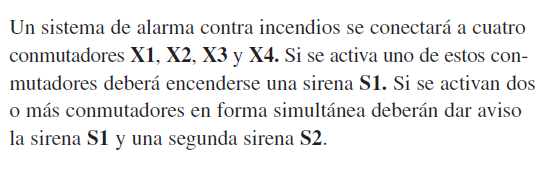 Un sistema de alarma contra incendios se conectará a cuatro
conmutadores X1, X2, X3 y X4. Si se activa uno de estos con-
mutadores deberá encenderse una sirena S1. Si se activan dos
o más conmutadores en forma simultánea deberán dar aviso
la sirena S1 y una segunda sirena S2.